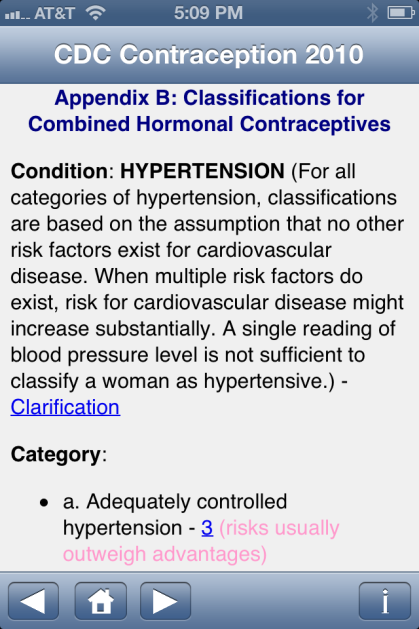 AT&T 5:09 PM
CDC Contraception 2010
Appendix B: Classifications for
Combined Hormonal Contraceptives
Condition: HYPERTENSION (For all
categories of hypertension, classifications
are based on the assumption that no other
risk factors exist for cardiovascular
disease. When multiple risk factors do
exist, risk for cardiovascular disease might
increase substantially. A single reading of
blood pressure level is not sufficient to
classify a woman as hypertensive.) -
Clarification
Category:
• a. Adequately controlled
hypertension - 3 (risks usually
outweigh advantages)
i